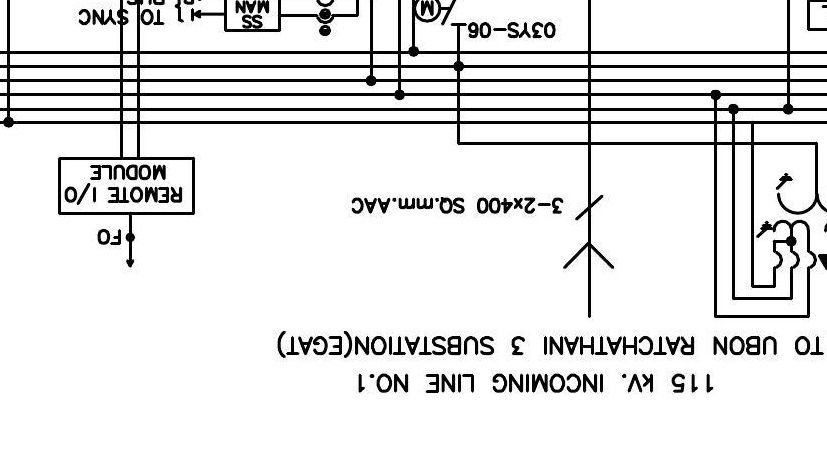 115 kV. INCOMING LINE NO.1
TO UBON RATCHATHANI 3 SUBSTATION(EGAT)
FO
3-2x400 SQ.mm.AAC
REMOTE I/O
MODULE
03YS-06
M
SS
MAN
TO SYNC